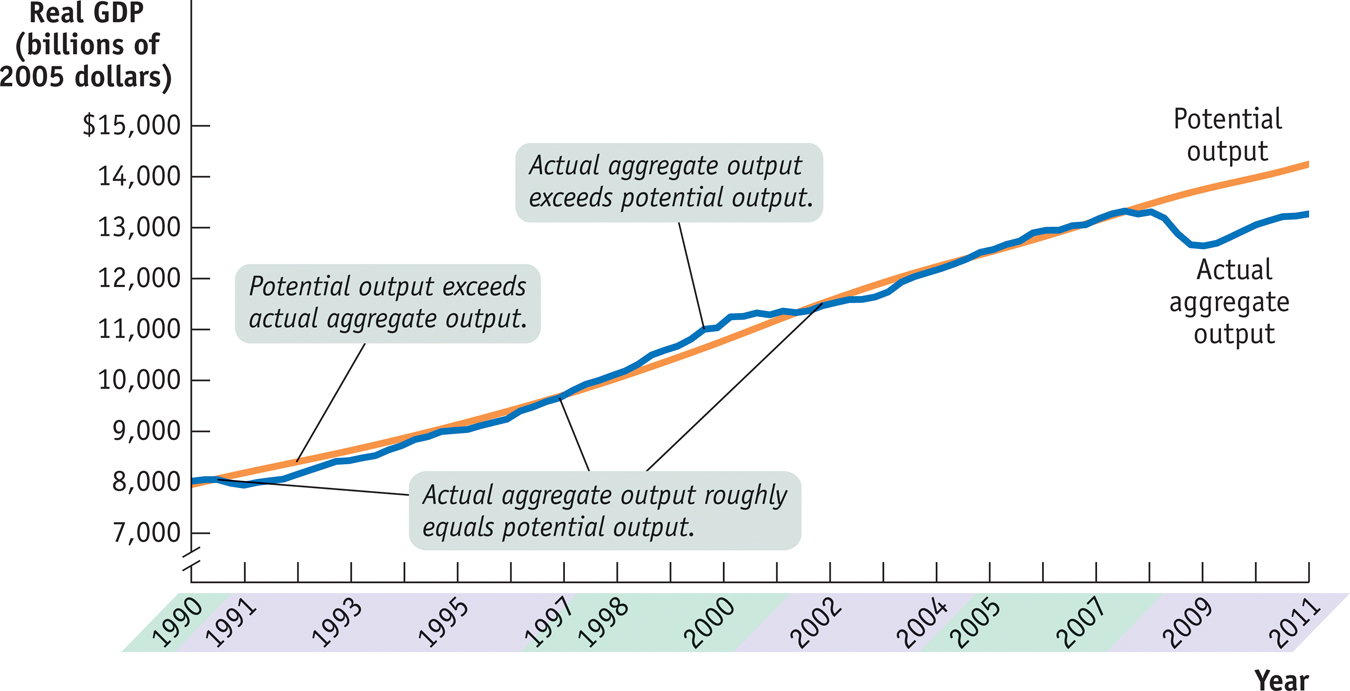 Real GDP
(billions of
2005 dollars)
$15,000
14,000
13,000
12,000
11,000
10,000
9,000
8,000
7,000
Potential output exceeds
actual aggregate output.
Actual aggregate output
exceeds potential output.
Actual aggregate output roughly
equals potential output.
Potential
output
Actual
aggregate
output
1990 1991 1993 1995 1997 1998 2000 2002 2004 2005 2007 2009 2011
Year